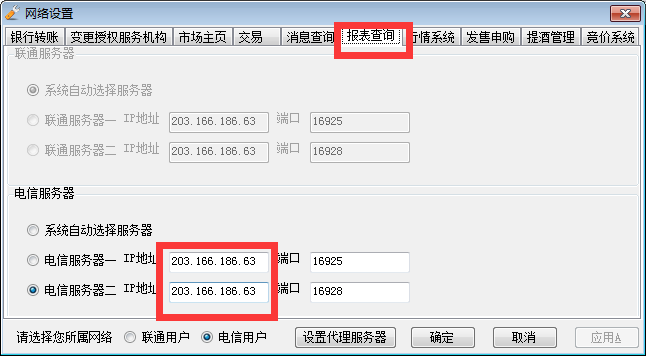 网络设置
银行转账 变更授权服务机构 市场主页 交易 消息查询 报表查询 行情系统 发售申购 提酒管理 竞价系统
联通服务器
系统自动选择服务器
联通服务器一 IP地址 203.166.186.63 端口 16925
联通服务器二 IP地址 203.166.186.63 端口 16928
电信服务器
系统自动选择服务器
电信服务器一 IP地址 203.166.186.63 端口 16925
电信服务器二 IP地址 203.166.186.63 端口 16928
请选择您所属网络 联通用户 电信用户 设置代理服务器 确定 取消 应用A